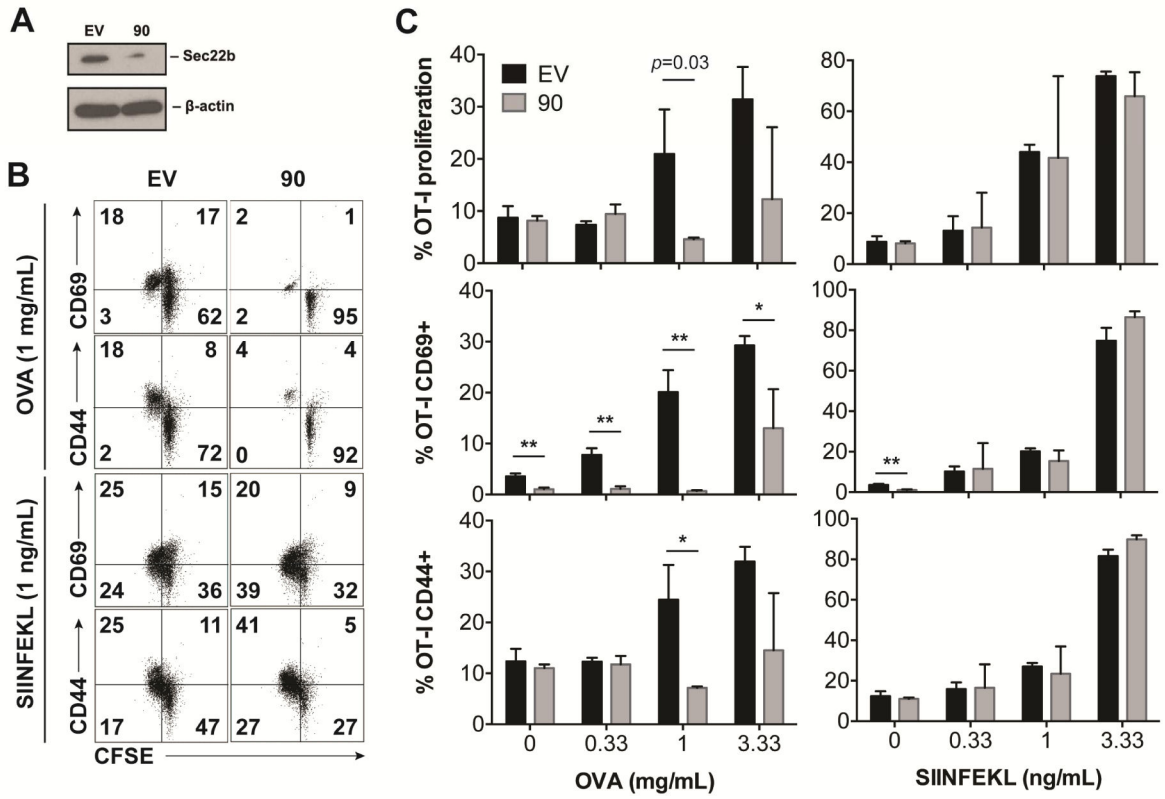 A
EV 90
– Sec22b
– β-actin
B
EV 90
OVA (1 mg/mL)
CD69
18 17 2 1
3 62 2 95
CD44
18 8 4 4
2 72 0 92
SIINFEKL (1 ng/mL)
CD69
25 15 20 9
24 36 39 32
CD44
25 11 41 5
17 47 27 27
CFSE
C
% OT-I proliferation
40
30
20
10
0
EV
90
p=0.03
80
60
40
20
0
% OT-I CD69+
40
30
20
10
0
** ** ** *
100
80
60
40
20
0
**
% OT-I CD44+
40
30
20
10
0
*
0 0.33 1 3.33
OVA (mg/mL)
100
80
60
40
20
0
0 0.33 1 3.33
SIINFEKL (ng/mL)